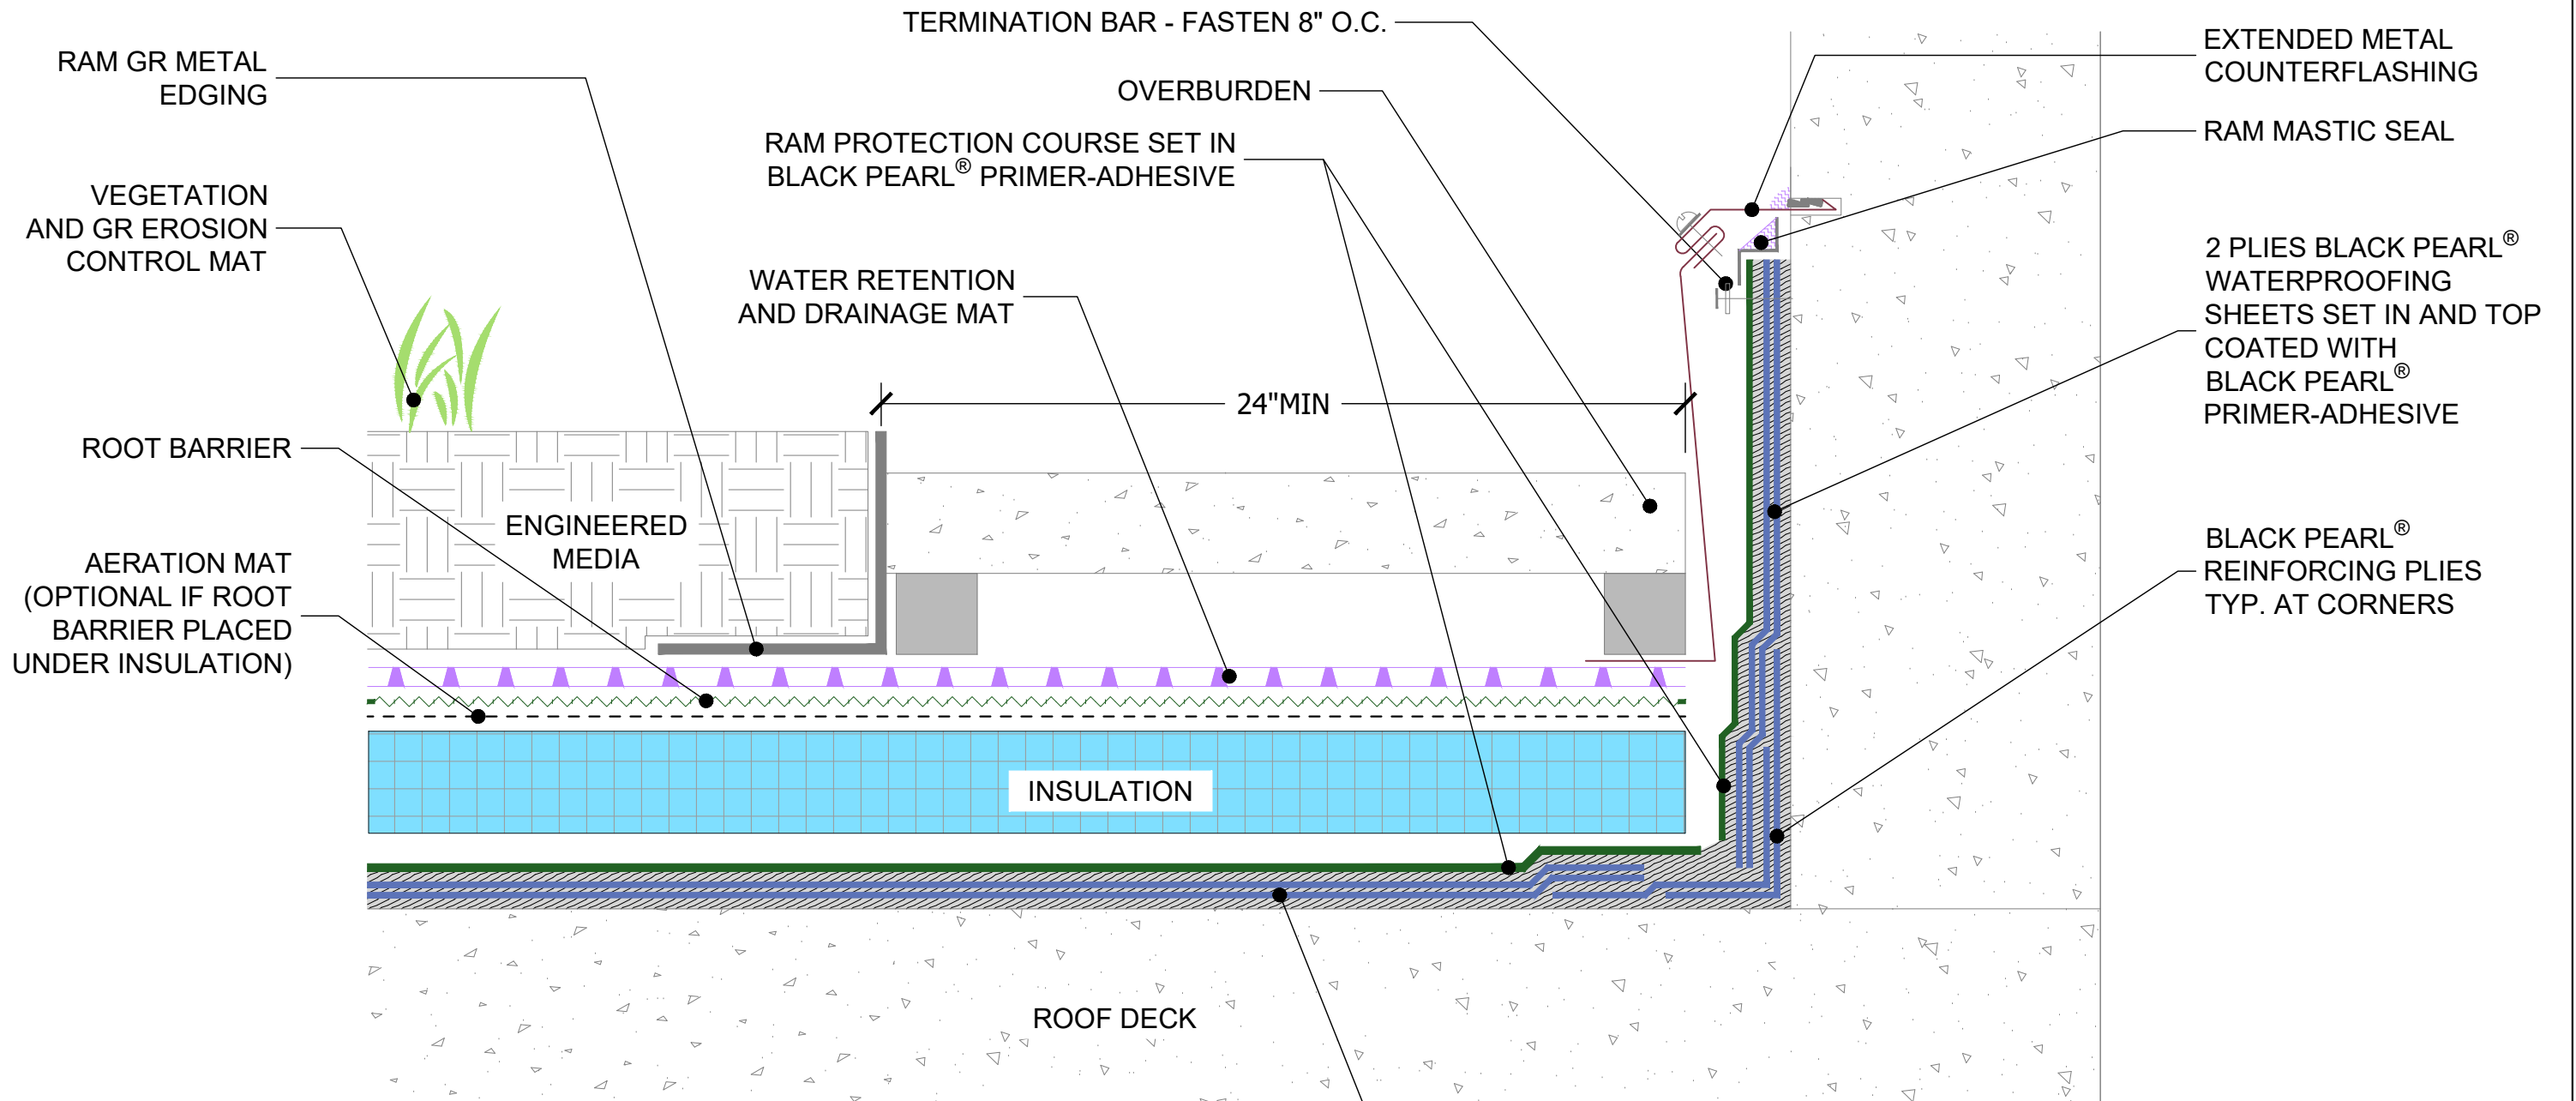 TERMINATION BAR - FASTEN 8" O.C.
RAM GR METAL
EDGING
OVERBURDEN
RAM PROTECTION COURSE SET IN
BLACK PEARL® PRIMER-ADHESIVE
VEGETATION
AND GR EROSION
CONTROL MAT
WATER RETENTION
AND DRAINAGE MAT
24"MIN
ROOT BARRIER
ENGINEERED
MEDIA
AERATION MAT
(OPTIONAL IF ROOT
BARRIER PLACED
UNDER INSULATION)
INSULATION
ROOF DECK
EXTENDED METAL
COUNTERFLASHING
RAM MASTIC SEAL
2 PLIES BLACK PEARL®
WATERPROOFING
SHEETS SET IN AND TOP
COATED WITH
BLACK PEARL®
PRIMER-ADHESIVE
BLACK PEARL®
REINFORCING PLIES
TYP. AT CORNERS